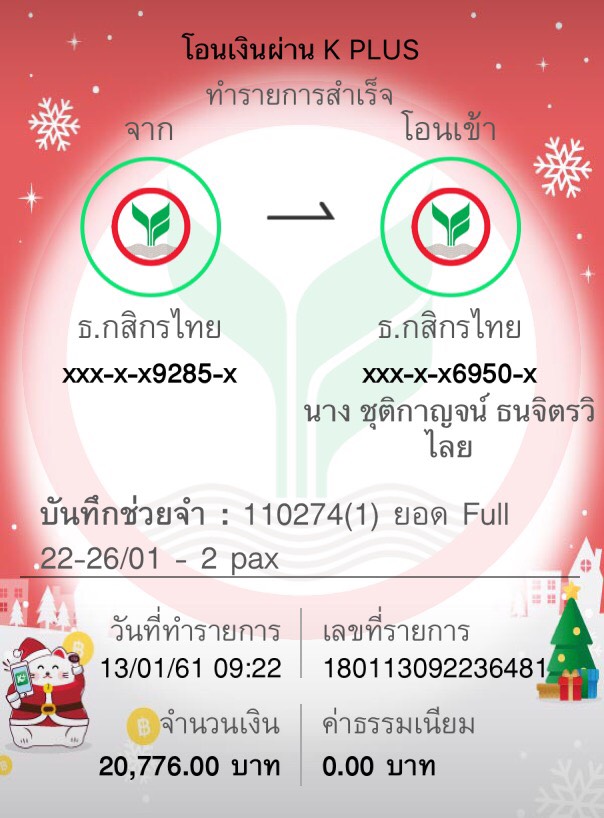 โอนเงินผ่าน K PLUS
ทำรายการสำเร็จ
จาก
โอนเข้า
ธ.กสิกรไทย
ธ.กสิกรไทย
xxx-x-x9285-x
xxx-x-x6950-x
นาง ชุติกาญจน์ ธนจิตรวิ
ไลย
บันทึกช่วยจำ : 110274(1) ยอด Full
22-26/01 - 2 pax
วันที่ทำรายการ
เลขที่รายการ
13/01/61 09:22
180113092236481
จำนวนเงิน
ค่าธรรมเนียม
20,776.00 บาท
0.00 บาท